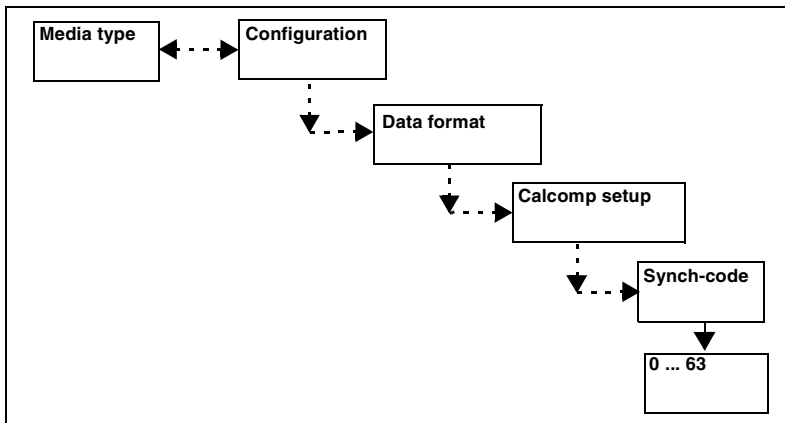 Media type
Configuration
Data format
Calcomp setup
Synch-code
0 ... 63